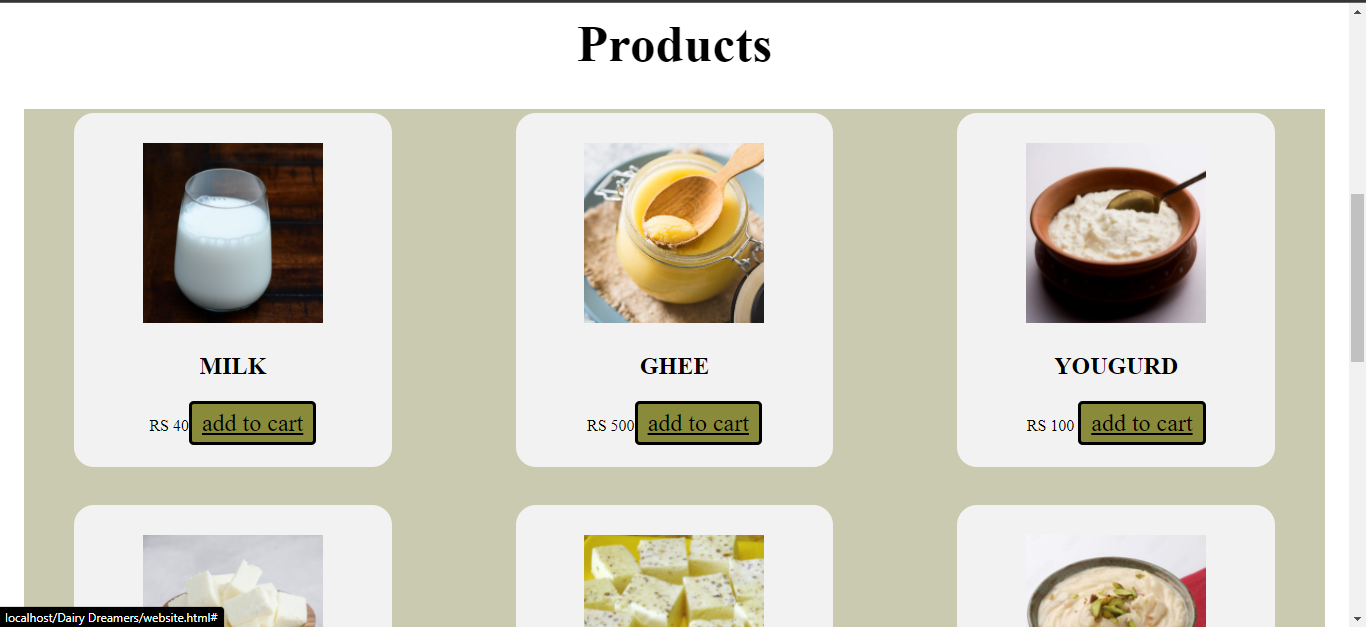 Products
MILK
GHEE
YOUGURD
RS 40 add to cart
RS 500 add to cart
RS 100 add to cart
localhost/Dairy Dreamers/website.html#